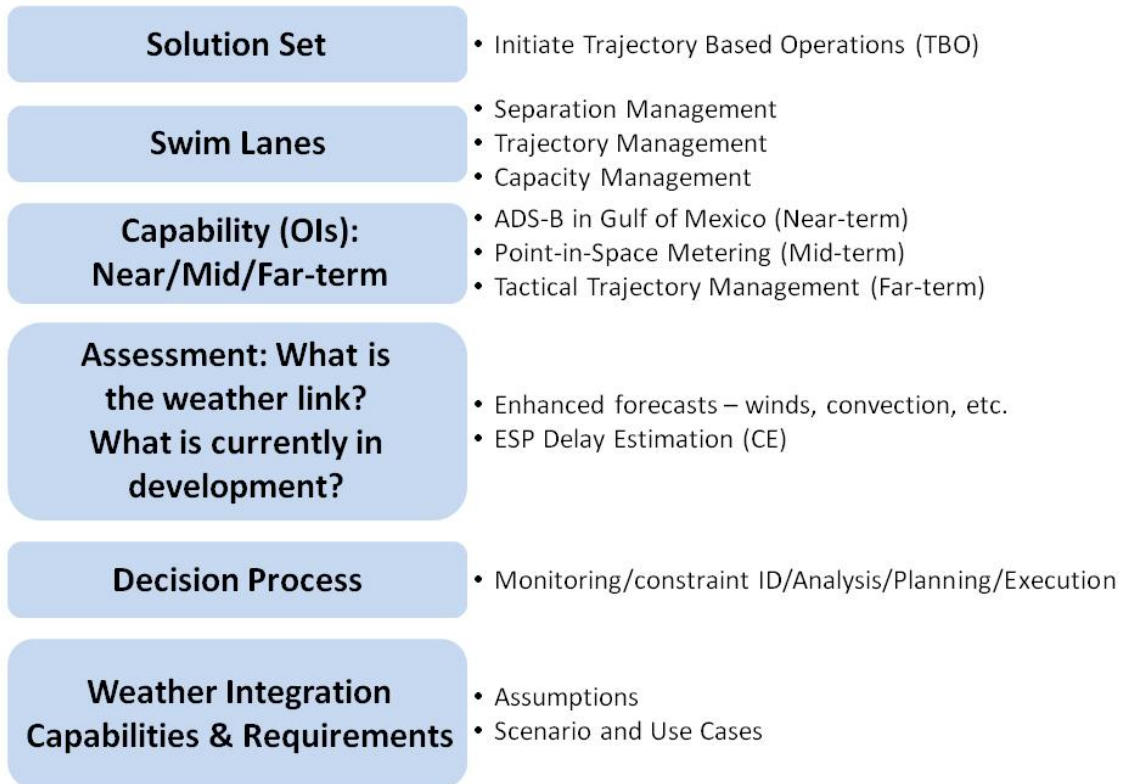 Solution Set
• Initiate Trajectory Based Operations (TBO)
Swim Lanes
• Separation Management
• Trajectory Management
• Capacity Management
Capability (OIs):
Near/Mid/Far-term
• ADS-B in Gulf of Mexico (Near-term)
• Point-in-Space Metering (Mid-term)
• Tactical Trajectory Management (Far-term)
Assessment: What is
the weather link?
What is currently in
development?
• Enhanced forecasts – winds, convection, etc.
• ESP Delay Estimation (CE)
Decision Process
• Monitoring/constraint ID/Analysis/Planning/Execution
Weather Integration
Capabilities & Requirements
• Assumptions
• Scenario and Use Cases